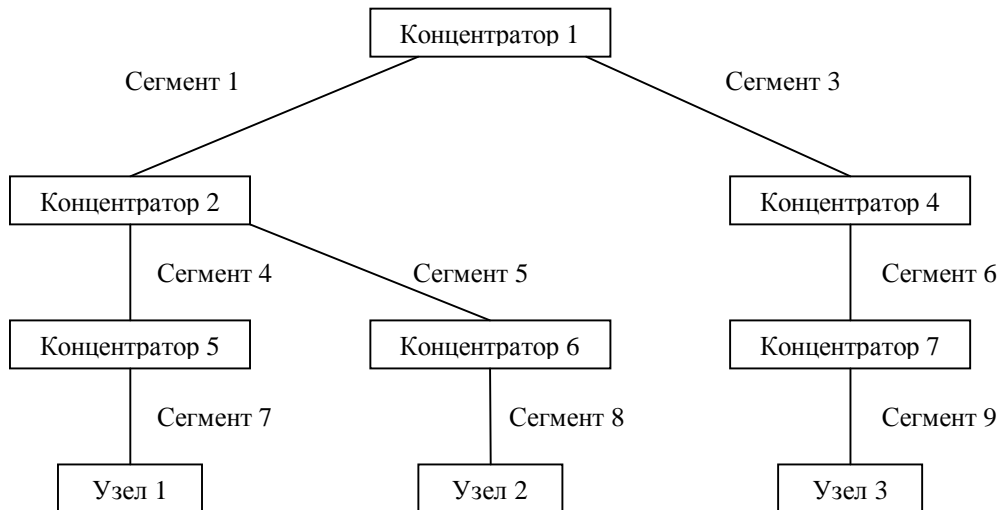 Концентратор 1
Сегмент 1
Сегмент 3
Концентратор 2
Концентратор 4
Сегмент 4
Сегмент 5
Сегмент 6
Концентратор 5
Концентратор 6
Концентратор 7
Сегмент 7
Сегмент 8
Сегмент 9
Узел 1
Узел 2
Узел 3